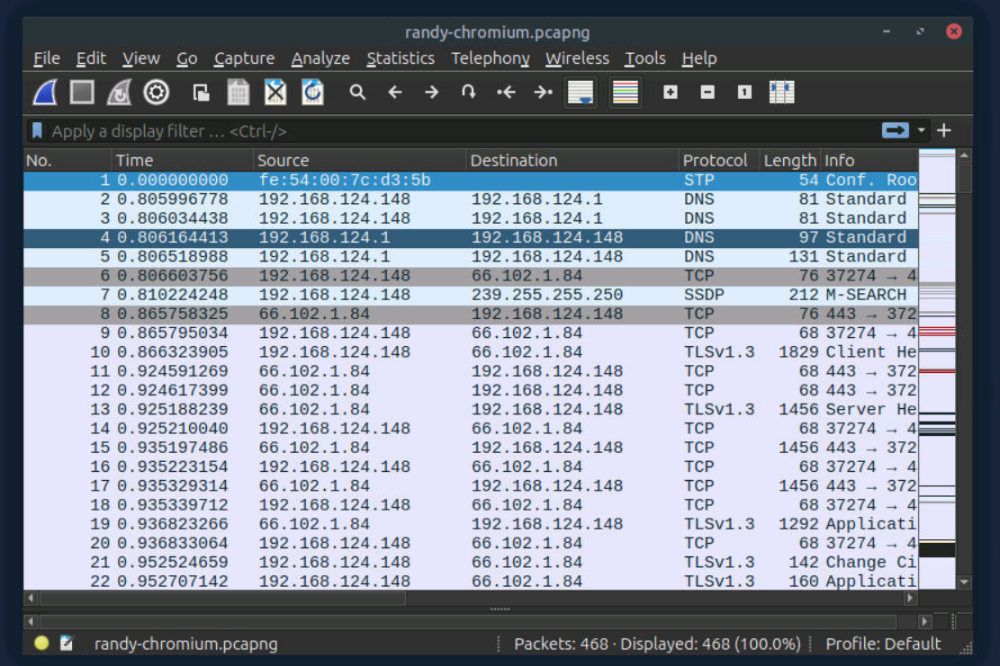 randy-chromium.pcapng
File Edit View Go Capture Analyze Statistics Telephony Wireless Tools Help
Apply a display filter … <Ctrl-/>
No. Time Source Destination Protocol Length Info
1 0.000000000 fe:54:00:7c:d3:5b STP 54 Conf. Roo
2 0.805996778 192.168.124.148 192.168.124.1 DNS 81 Standard
3 0.806034438 192.168.124.148 192.168.124.1 DNS 81 Standard
4 0.806164413 192.168.124.1 192.168.124.148 DNS 97 Standard
5 0.806518988 192.168.124.1 192.168.124.148 DNS 131 Standard
6 0.806603756 192.168.124.148 66.102.1.84 TCP 76 37274 → 4
7 0.810224248 192.168.124.148 239.255.255.250 SSDP 212 M-SEARCH
8 0.865758325 66.102.1.84 192.168.124.148 TCP 76 443 → 372
9 0.865795034 192.168.124.148 66.102.1.84 TCP 68 37274 → 4
10 0.866323905 192.168.124.148 66.102.1.84 TLSv1.3 1829 Client He
11 0.924591269 66.102.1.84 192.168.124.148 TCP 68 443 → 372
12 0.924617399 66.102.1.84 192.168.124.148 TCP 68 443 → 372
13 0.925188239 66.102.1.84 192.168.124.148 TLSv1.3 1456 Server He
14 0.925210040 192.168.124.148 66.102.1.84 TCP 68 37274 → 4
15 0.935197486 66.102.1.84 192.168.124.148 TCP 1456 443 → 372
16 0.935223154 192.168.124.148 66.102.1.84 TCP 68 37274 → 4
17 0.935329314 66.102.1.84 192.168.124.148 TCP 1456 443 → 372
18 0.935339712 192.168.124.148 66.102.1.84 TCP 68 37274 → 4
19 0.936823266 66.102.1.84 192.168.124.148 TLSv1.3 1292 Applicati
20 0.936833064 192.168.124.148 66.102.1.84 TCP 68 37274 → 4
21 0.952524659 192.168.124.148 66.102.1.84 TLSv1.3 142 Change Ci
22 0.952707142 192.168.124.148 66.102.1.84 TLSv1.3 160 Applicati
randy-chromium.pcapng Packets: 468 · Displayed: 468 (100.0%) Profile: Default